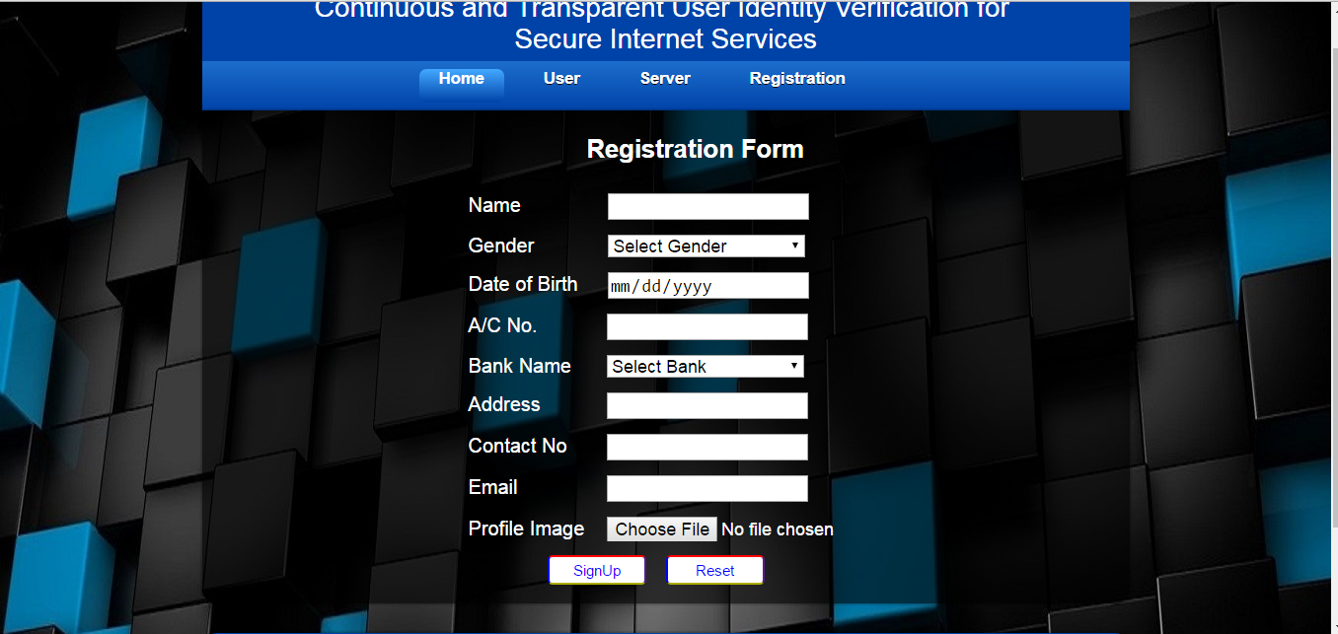 Continuous and Transparent User Identity Verification for
Secure Internet Services
Home User Server Registration
Registration Form
Name
Gender Select Gender
Date of Birth mm/dd/yyyy
A/C No.
Bank Name Select Bank
Address
Contact No
Email
Profile Image Choose File No file chosen
SignUp Reset